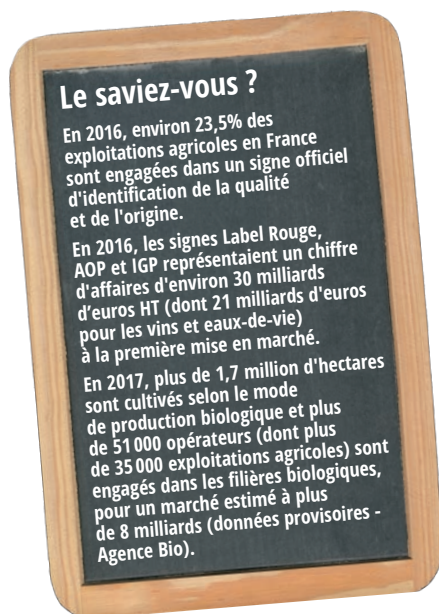 Le saviez-vous ?
En 2016, environ 23,5% des
exploitations agricoles en France
sont engagées dans un signe officiel
d'identification de la qualité
et de l'origine.
En 2016, les signes Label Rouge,
AOP et IGP représentaient un chiffre
d'affaires d'environ 30 milliards
d’euros HT (dont 21 milliards d'euros
pour les vins et eaux-de-vie)
à la première mise en marché.
En 2017, plus de 1,7 million d'hectares
sont cultivés selon le mode
de production biologique et plus
de 51 000 opérateurs (dont plus
de 35 000 exploitations agricoles) sont
engagés dans les filières biologiques,
pour un marché estimé à plus
de 8 milliards (données provisoires -
Agence Bio).